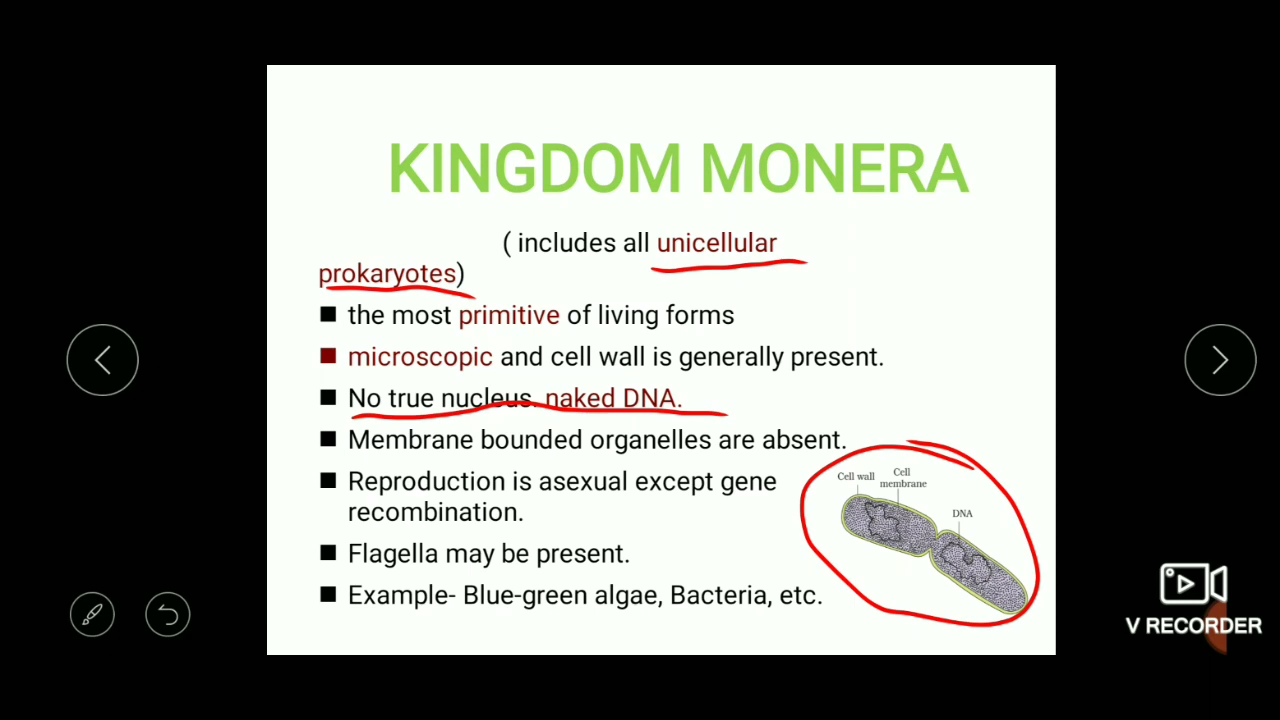 KINGDOM MONERA
( includes all unicellular
prokaryotes)
■ the most primitive of living forms
■ microscopic and cell wall is generally present.
■ No true nucleus. naked DNA.
■ Membrane bounded organelles are absent.
■ Reproduction is asexual except gene
recombination.
■ Flagella may be present.
■ Example- Blue-green algae, Bacteria, etc.
Cell wall
Cell
membrane
DNA
V RECORDER